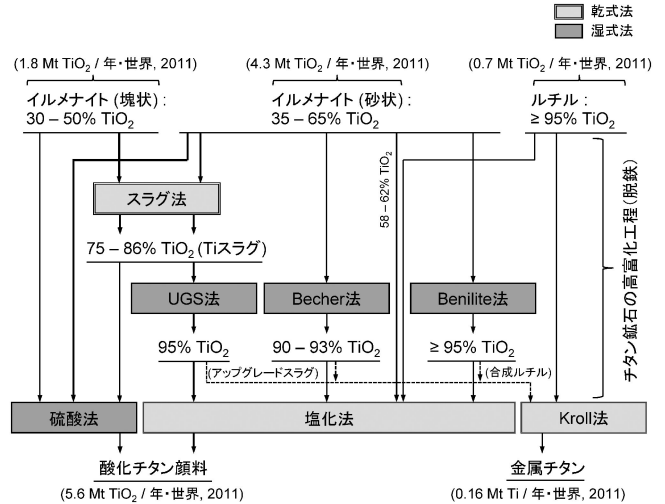 乾式法
湿式法
(1.8 Mt TiO₂ / 年・世界, 2011)
(4.3 Mt TiO₂ / 年・世界, 2011)
(0.7 Mt TiO₂ / 年・世界, 2011)
イルメナイト (塊状) :
30 – 50% TiO₂
イルメナイト (砂状) :
35 – 65% TiO₂
ルチル :
≥ 95% TiO₂
58 – 62% TiO₂
チタン鉱石の高富化工程(脱鉄)
スラグ法
75 – 86% TiO₂ (Tiスラグ)
UGS法
Becher法
Benilite法
95% TiO₂
90 – 93% TiO₂
≥ 95% TiO₂
(アップグレードスラグ)
(合成ルチル)
硫酸法
塩化法
Kroll法
酸化チタン顔料
(5.6 Mt TiO₂ / 年・世界, 2011)
金属チタン
(0.16 Mt Ti / 年・世界, 2011)